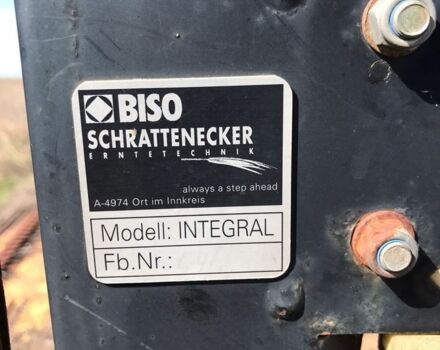 BISO
SCHRATTENECKER
ERNTETECHNIK
always a step ahead
A-4974 Ort im Innkreis
Modell: INTEGRAL
Fb.Nr.: